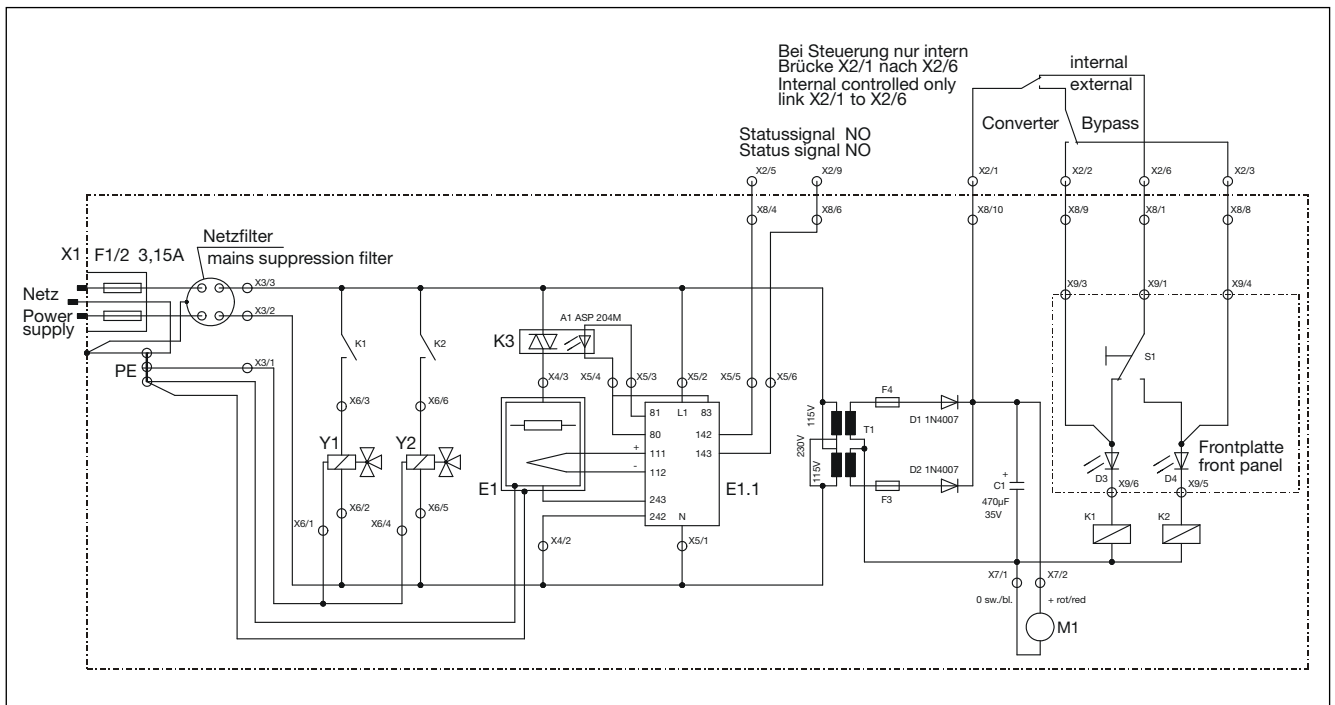 Bei Steuerung nur intern
Brücke X2/1 nach X2/6
Internal controlled only
link X2/1 to X2/6
internal
external
Converter
Bypass
Statussignal NO
Status signal NO
X2/5
X2/9
X2/1
X2/2
X2/6
X2/3
X8/4
X8/6
X8/10
X8/9
X8/1
X8/8
X1
F1/2 3,15A
Netzfilter
mains suppression filter
Netz
Power
supply
PE
X3/3
X3/2
X3/1
K1
K2
K3
A1 ASP 204M
X9/3
X9/1
X9/4
S1
X4/3
X5/4
X5/3
X5/2
X5/5
X5/6
X6/3
X6/6
Y1
Y2
81
L1
83
80
142
+
111
143
-
112
243
242
N
E1
E1.1
115V
230V
115V
T1
F4
D1 1N4007
D2 1N4007
F3
+
C1
470µF
35V
Frontplatte
front panel
D3
D4
X9/6
X9/5
K1
K2
X6/2
X6/5
X6/1
X6/4
X4/2
X5/1
X7/1
X7/2
0 sw./bl.
+ rot/red
M1